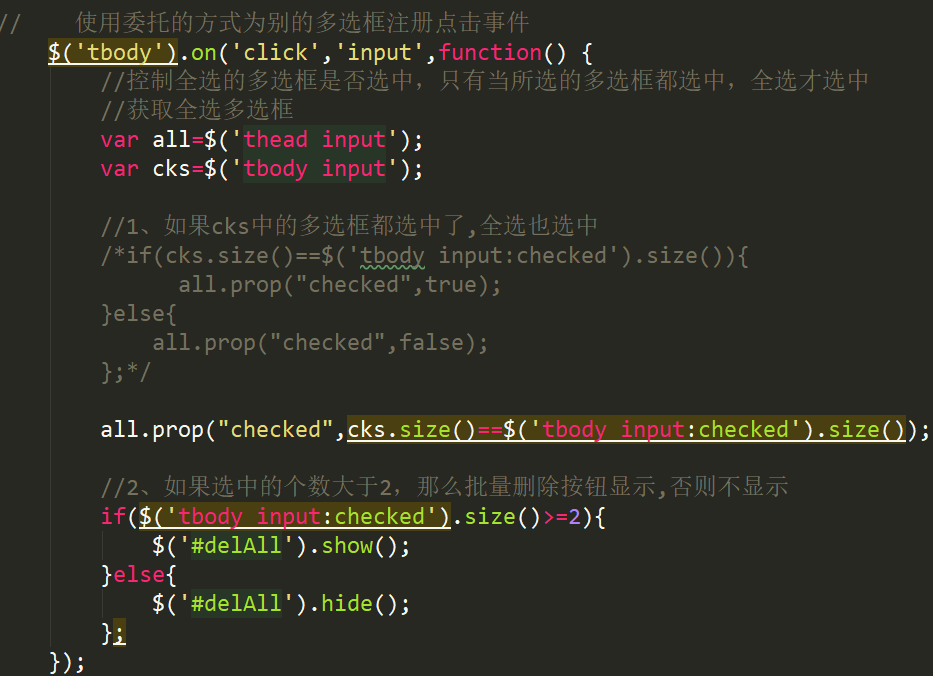 //    使用委托的方式为别的多选框注册点击事件
$('tbody').on('click','input',function() {
//控制全选的多选框是否选中，只有当所选的多选框都选中，全选才选中
//获取全选多选框
var all=$('thead input');
var cks=$('tbody input');
//1、如果cks中的多选框都选中了,全选也选中
/*if(cks.size()==$('tbody input:checked').size()){
all.prop("checked",true);
}else{
all.prop("checked",false);
};*/
all.prop("checked",cks.size()==$('tbody input:checked').size());
//2、如果选中的个数大于2，那么批量删除按钮显示,否则不显示
if($('tbody input:checked').size()>=2){
$('#delAll').show();
}else{
$('#delAll').hide();
};
});